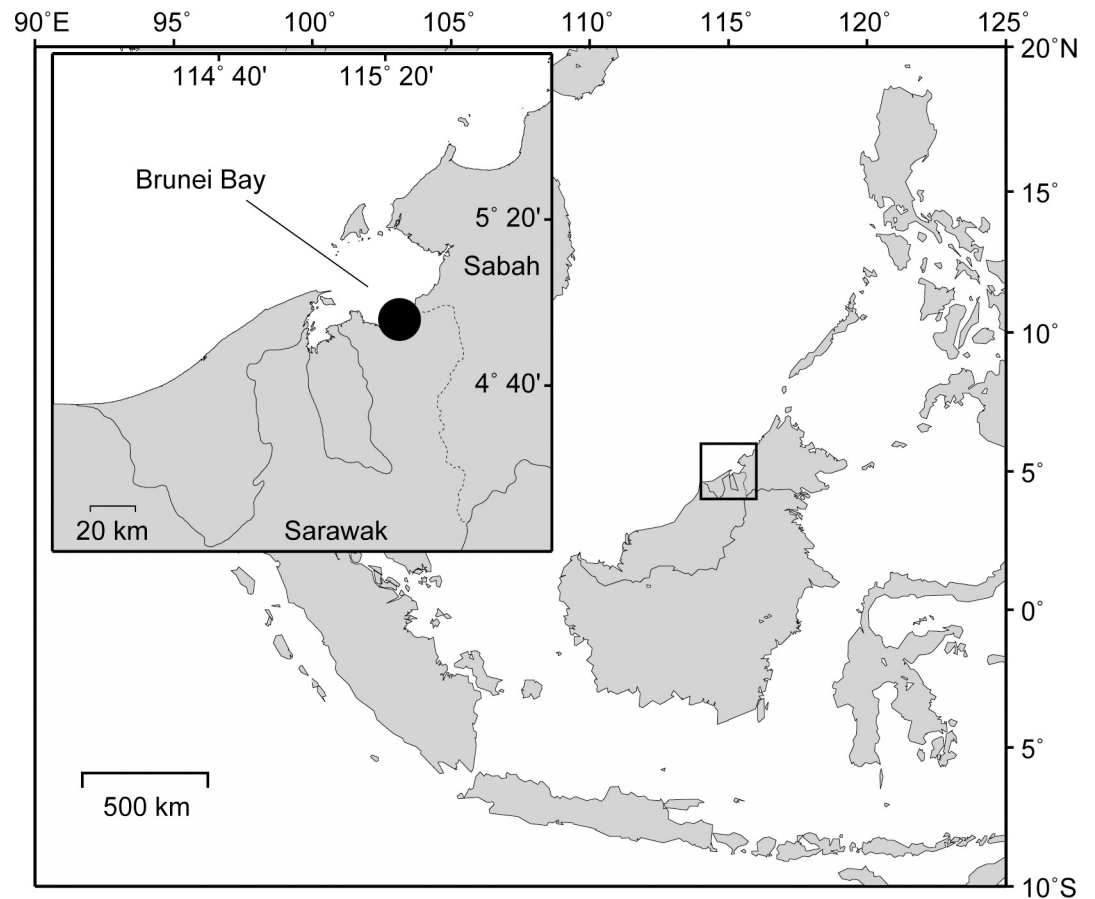 90˚E 95˚ 100˚ 105˚ 110˚ 115˚ 120˚ 125˚
20˚N
114˚ 40' 115˚ 20'
Brunei Bay
15˚
5˚ 20'
Sabah
10˚
4˚ 40'
5˚
20 km
Sarawak
0˚
5˚
500 km
10˚S